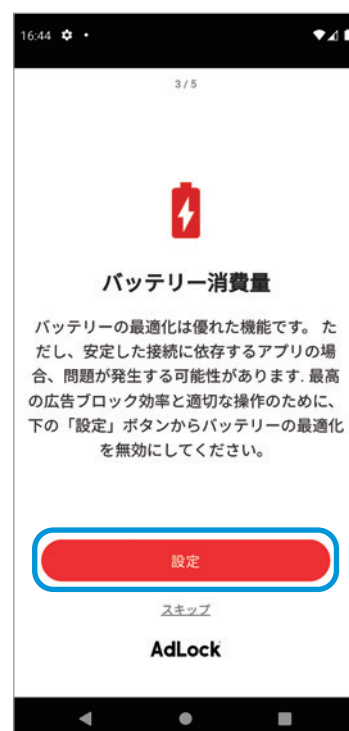 16:44
3 / 5
バッテリー消費量
バッテリーの最適化は優れた機能です。 た
だし、安定した接続に依存するアプリの場
合、問題が発生する可能性があります. 最高
の広告ブロック効率と適切な操作のために、
下の「設定」ボタンからバッテリーの最適化
を無効にしてください。
設定
スキップ
AdLock